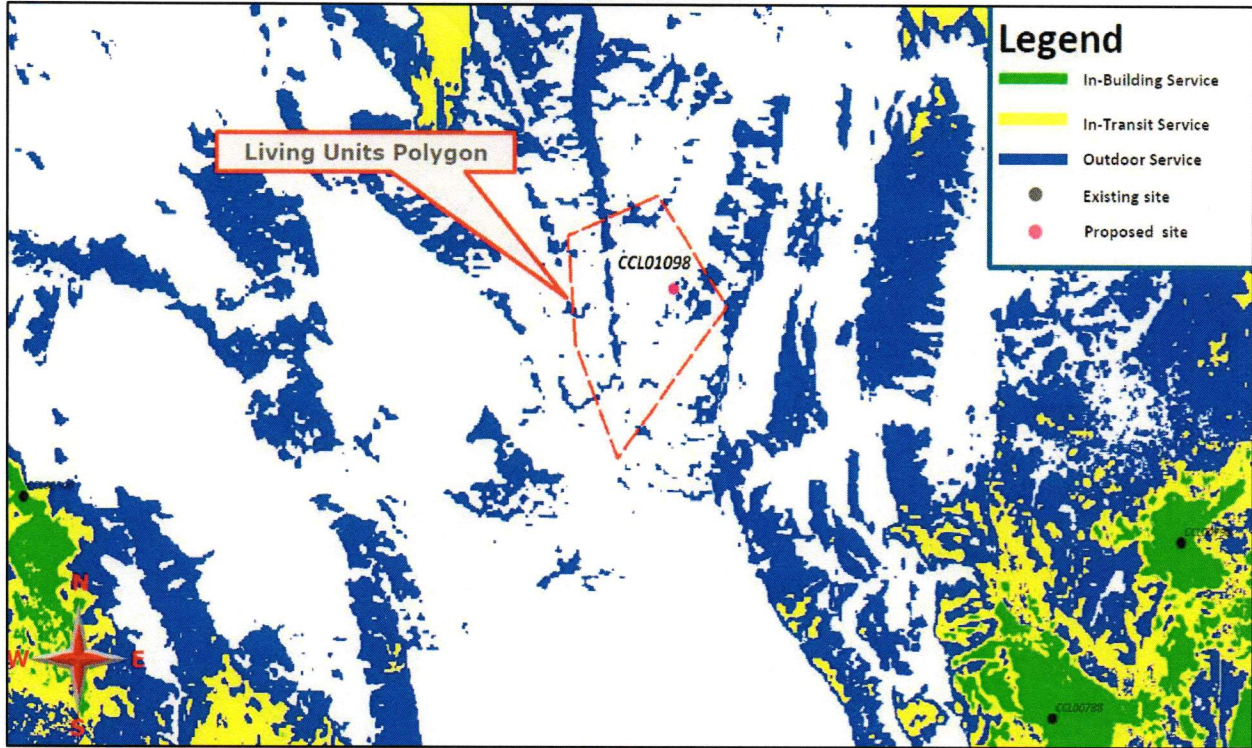 Legend
In-Building Service
In-Transit Service
Outdoor Service
Existing site
Proposed site
Living Units Polygon
CCL01098
N
W
E
S
CCL00788